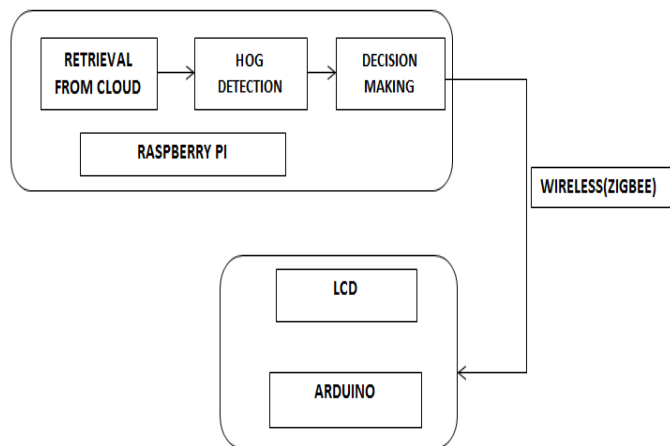 RETRIEVAL
FROM CLOUD
HOG
DETECTION
DECISION
MAKING
RASPBERRY PI
WIRELESS(ZIGBEE)
LCD
ARDUINO